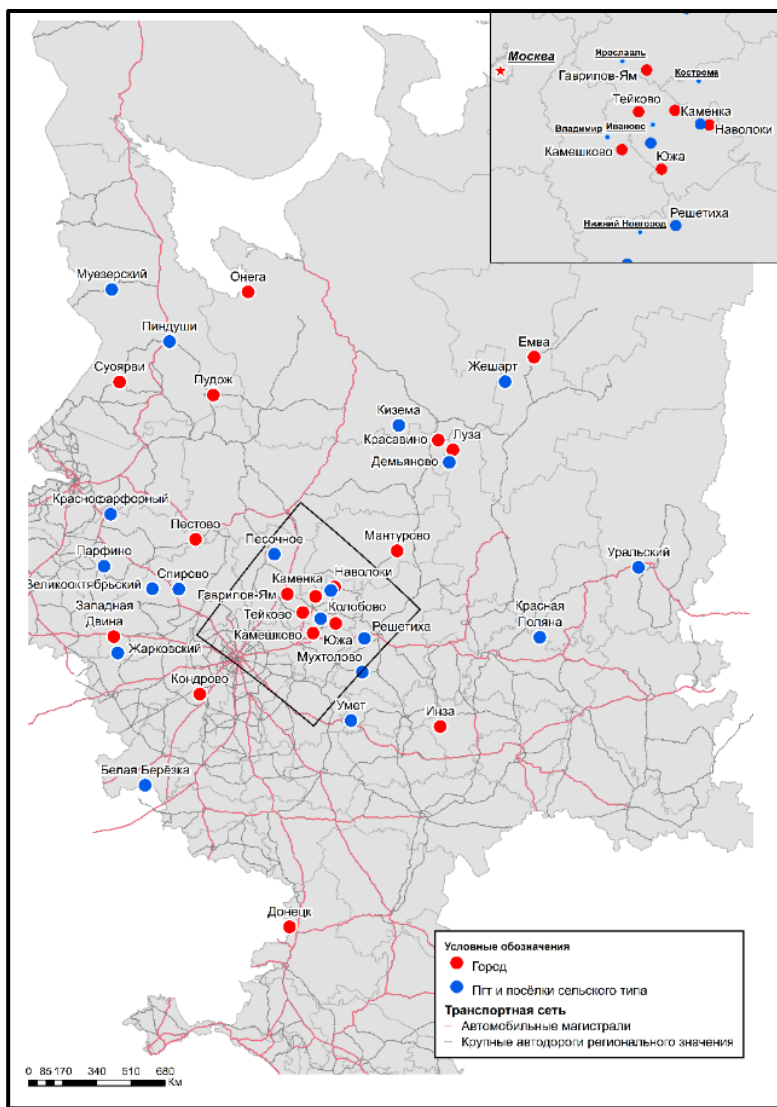 Москва
Ярославль
Гаврилов-Ям
Кострома
Тейково
Каменка
Владимир
Иваново
Наволоки
Камешково
Южа
Решетиха
Нижний Новгород
Муезерский
Онега
Пиндуши
Емва
Жешарт
Суоярви
Пудож
Кизема
Красавино
Луза
Демьяново
Краснофарфорный
Пестово
Песочное
Мантурово
Парфино
Уральский
Великооктябрьский
Спирово
Каменка
Наволоки
Гаврилов-Ям
Западная
Двина
Тейково
Колобово
Красная
Поляна
Камешково
Южа
Решетиха
Жарковский
Мухтолово
Кондрово
Умет
Инза
Белая Берёзка
Донецк
Условные обозначения
Город
Пгт и посёлки сельского типа
Транспортная сеть
Автомобильные магистрали
Крупные автодороги регионального значения
0 85 170 340 510 680
Км